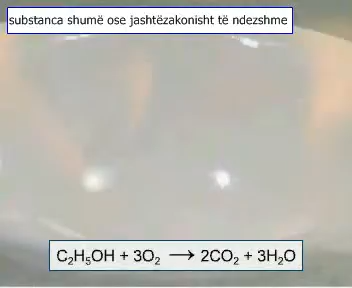 substanca shumë ose jashtëzakonisht të ndezshme
C₂H₅OH + 3O₂ ⟶ 2CO₂ + 3H₂O